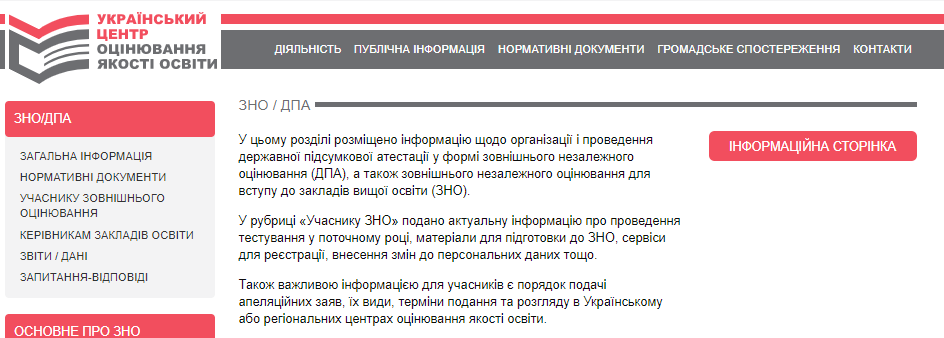 УКРАЇНСЬКИЙ
ЦЕНТР
ОЦІНЮВАННЯ
ЯКОСТІ ОСВІТИ
ДІЯЛЬНІСТЬ ПУБЛІЧНА ІНФОРМАЦІЯ НОРМАТИВНІ ДОКУМЕНТИ ГРОМАДСЬКЕ СПОСТЕРЕЖЕННЯ КОНТАКТИ
ЗНО/ДПА
ЗАГАЛЬНА ІНФОРМАЦІЯ
НОРМАТИВНІ ДОКУМЕНТИ
УЧАСНИКУ ЗОВНІШНЬОГО
ОЦІНЮВАННЯ
КЕРІВНИКАМ ЗАКЛАДІВ ОСВІТИ
ЗВІТИ / ДАНІ
ЗАПИТАННЯ-ВІДПОВІДІ
ОСНОВНЕ ПРО ЗНО
ЗНО / ДПА
У цьому розділі розміщено інформацію щодо організації і проведення
державної підсумкової атестації у формі зовнішнього незалежного
оцінювання (ДПА), а також зовнішнього незалежного оцінювання для
вступу до закладів вищої освіти (ЗНО).
У рубриці «Учаснику ЗНО» подано актуальну інформацію про проведення
тестування у поточному році, матеріали для підготовки до ЗНО, сервіси
для реєстрації, внесення змін до персональних даних тощо.
Також важливою інформацією для учасників є порядок подачі
апеляційних заяв, їх види, терміни подання та розгляду в Українському
або регіональних центрах оцінювання якості освіти.
ІНФОРМАЦІЙНА СТОРІНКА